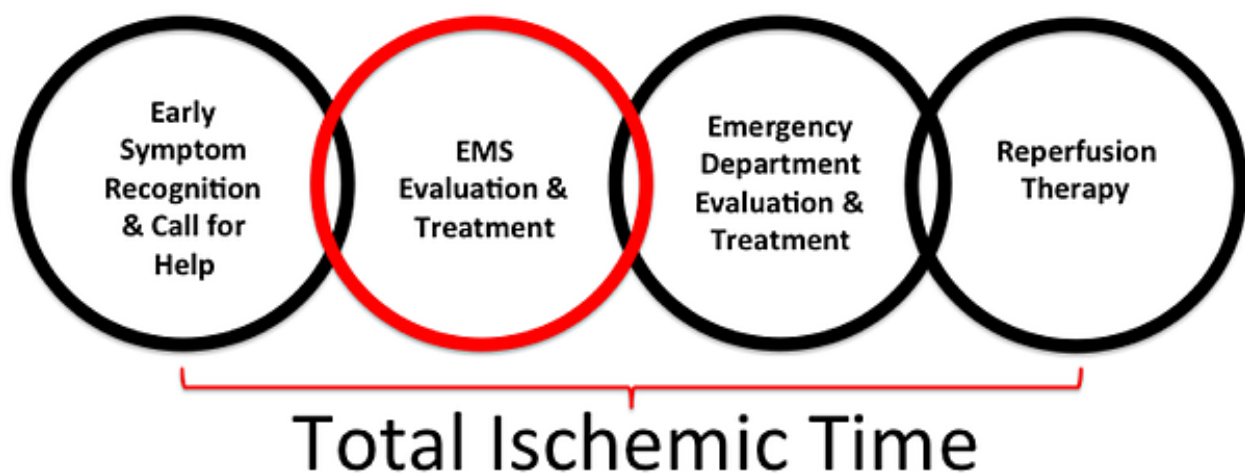 Early
Symptom
Recognition
& Call for
Help
EMS
Evaluation &
Treatment
Emergency
Department
Evaluation &
Treatment
Reperfusion
Therapy
Total Ischemic Time